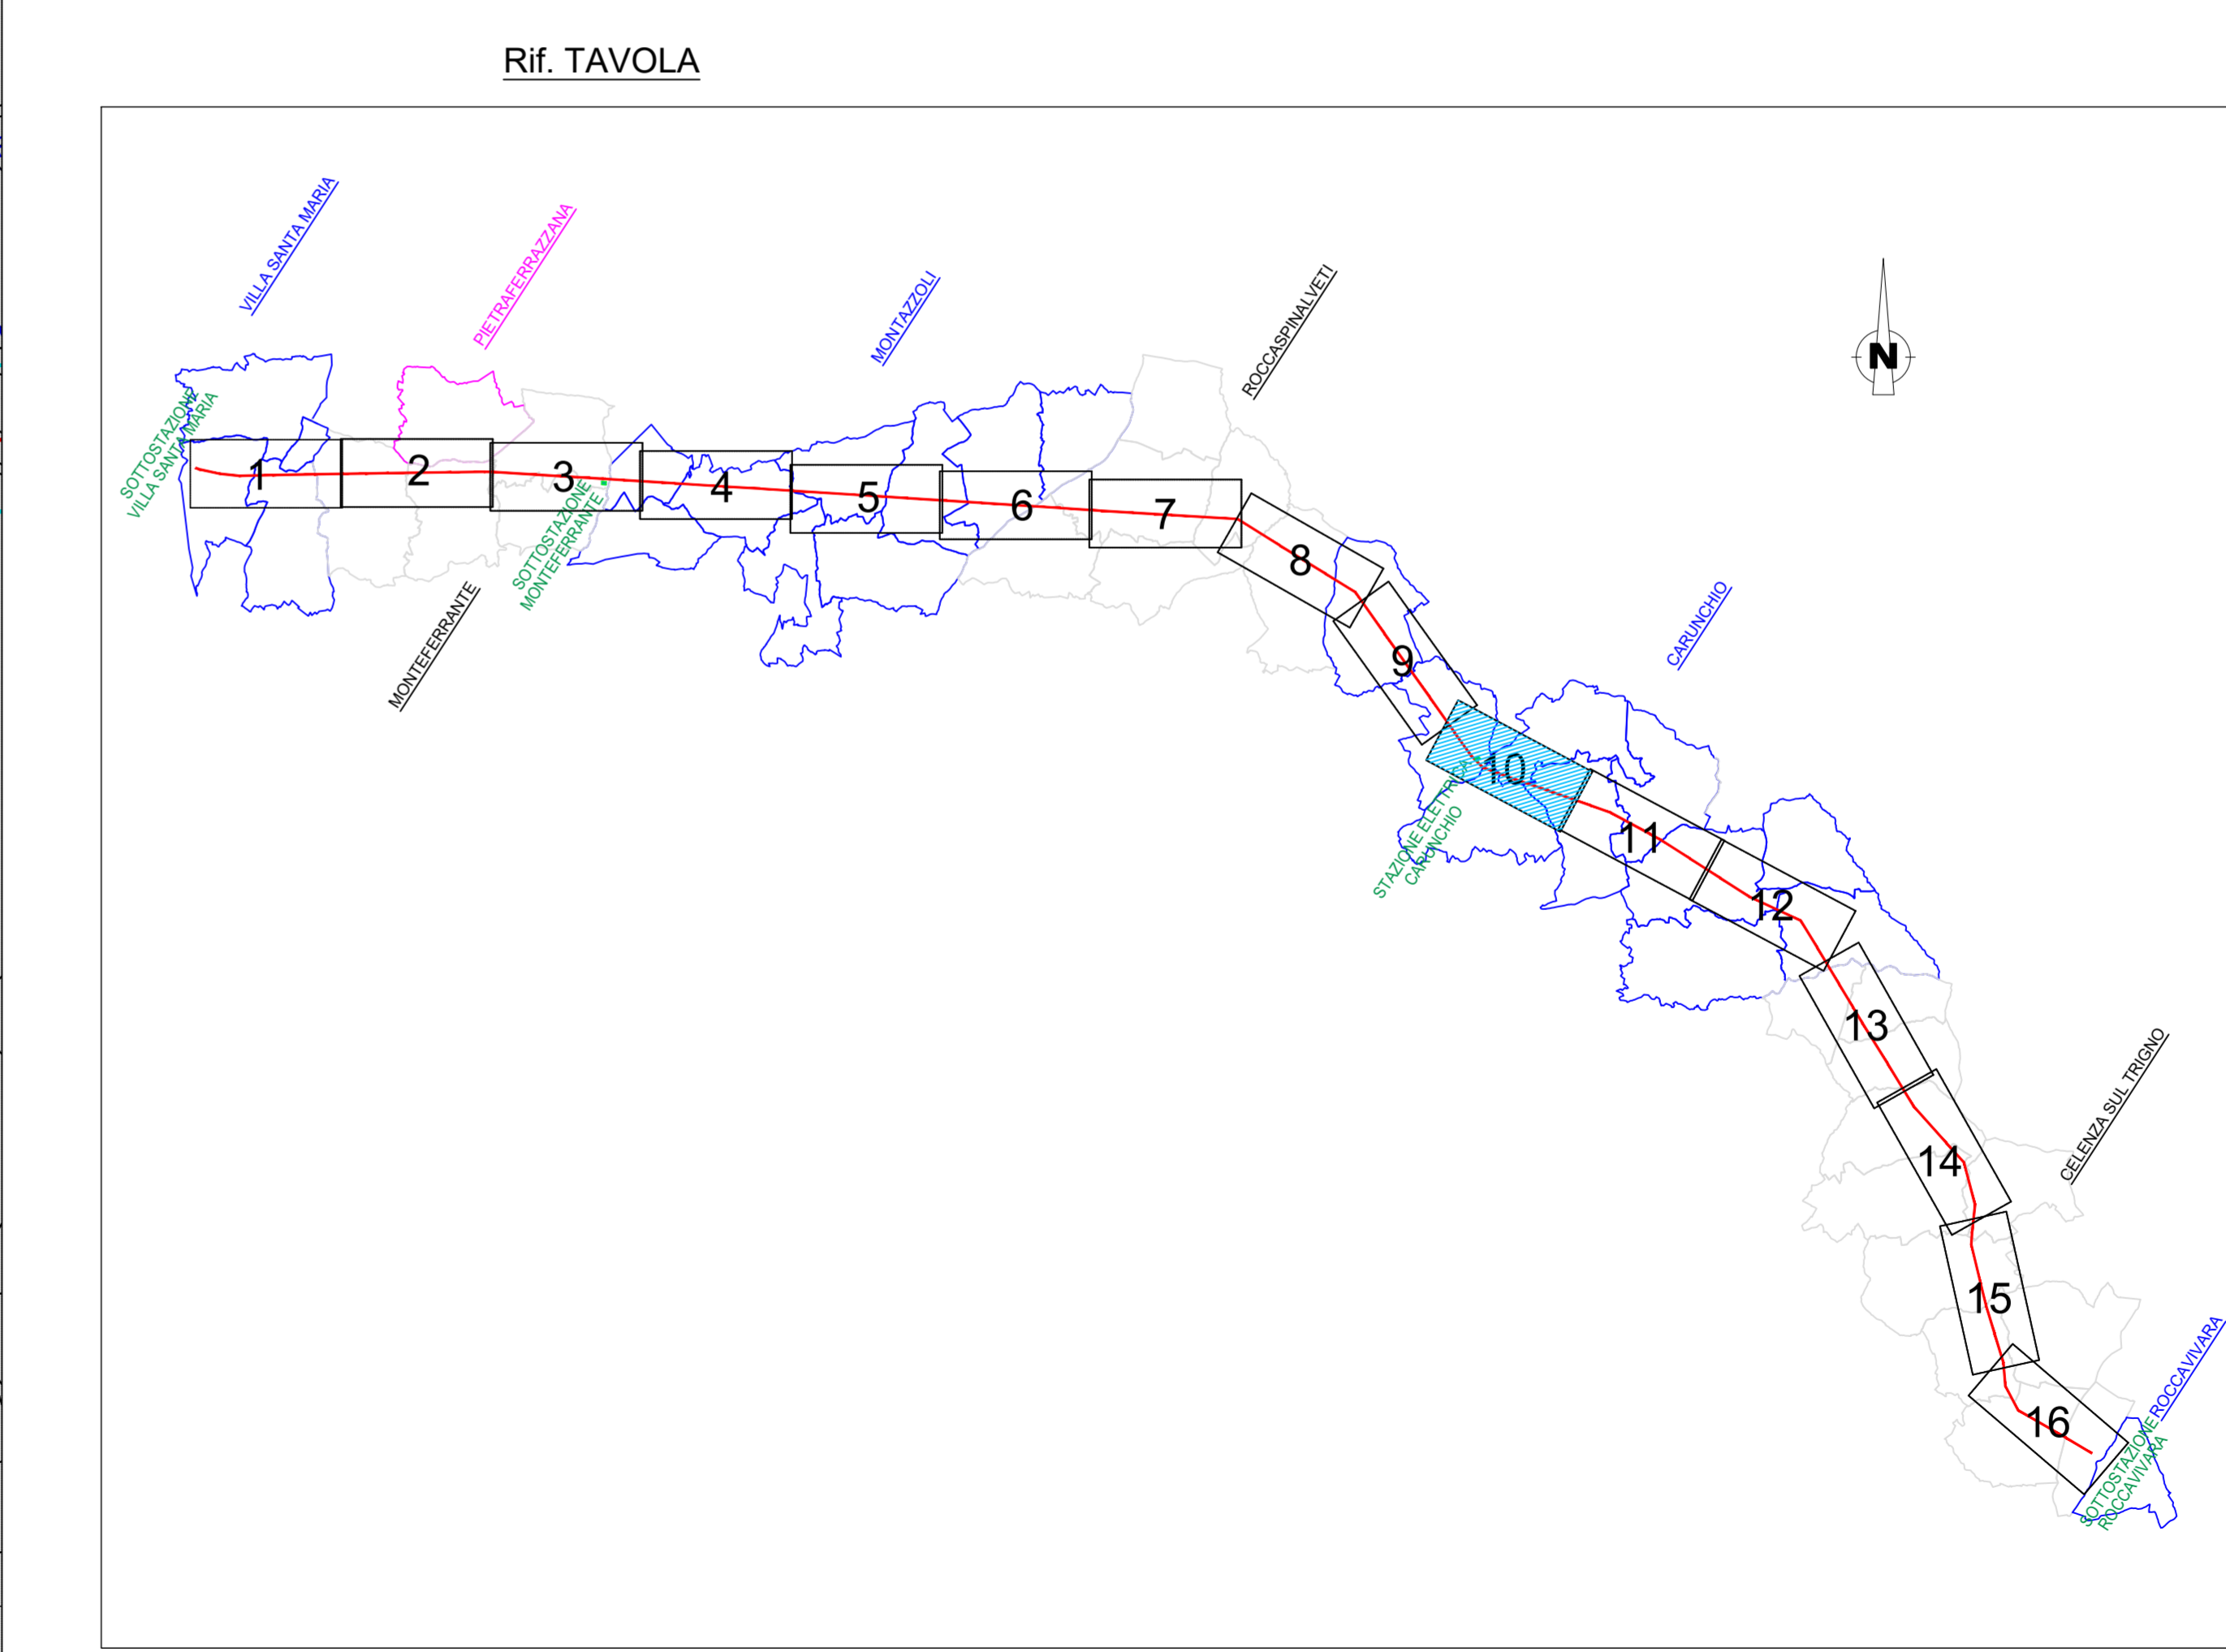 Rif. TAVOLA
VILLA SANTA MARIA
PIETRAFERRAZZANA
MONTAZZOLI
ROCCASPINALVETI
N
SOTTOSTAZIONE
VILLA SANTA MARIA
1
2
3
4
5
6
7
8
9
10
11
12
13
14
15
16
SOTTOSTAZIONE
MONTEFERRANTE
MONTEFERRANTE
CARUNCHIO
STAZIONE ELETTRICA
CARUNCHIO
CELENZA SUL TRIGNO
ROCCAVIVARA
SOTTOSTAZIONE
ROCCAVIVARA